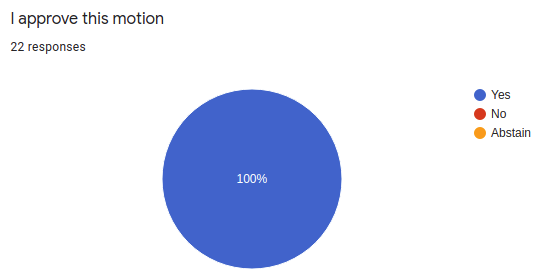 I approve this motion
22 responses
Yes
No
Abstain
100%